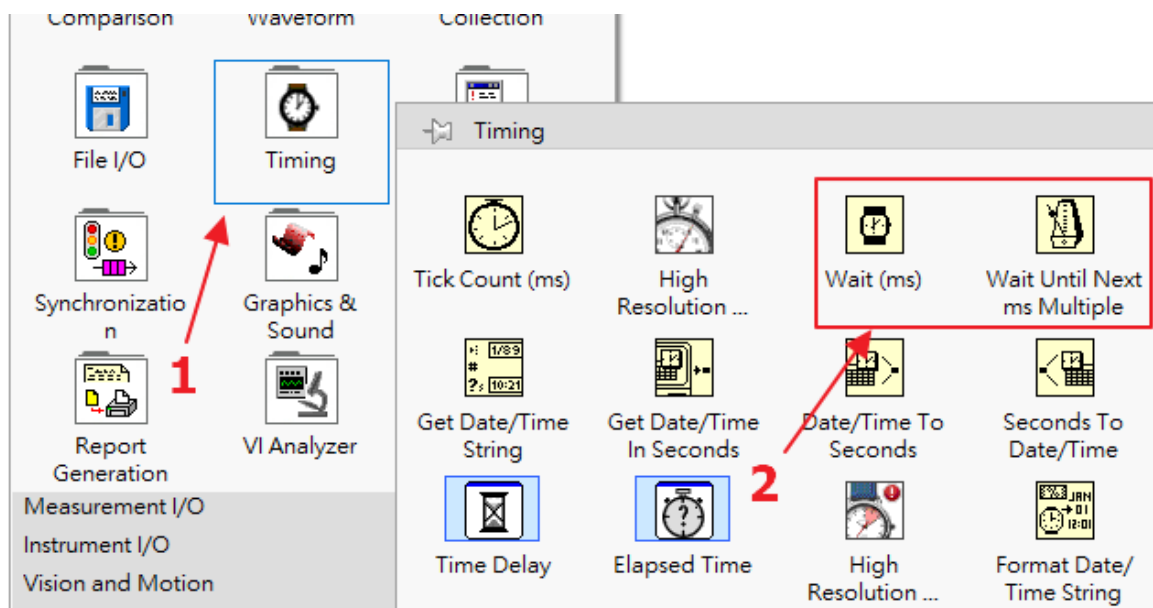 Comparison
Waveform
Collection
File I/O
Timing
Synchronizatio
n
Graphics &
Sound
Report
Generation
VI Analyzer
Measurement I/O
Instrument I/O
Vision and Motion
1
Timing
Tick Count (ms)
High
Resolution ...
Wait (ms)
Wait Until Next
ms Multiple
Get Date/Time
String
Get Date/Time
In Seconds
Date/Time To
Seconds
Seconds To
Date/Time
2
Time Delay
Elapsed Time
High
Resolution ...
Format Date/
Time String